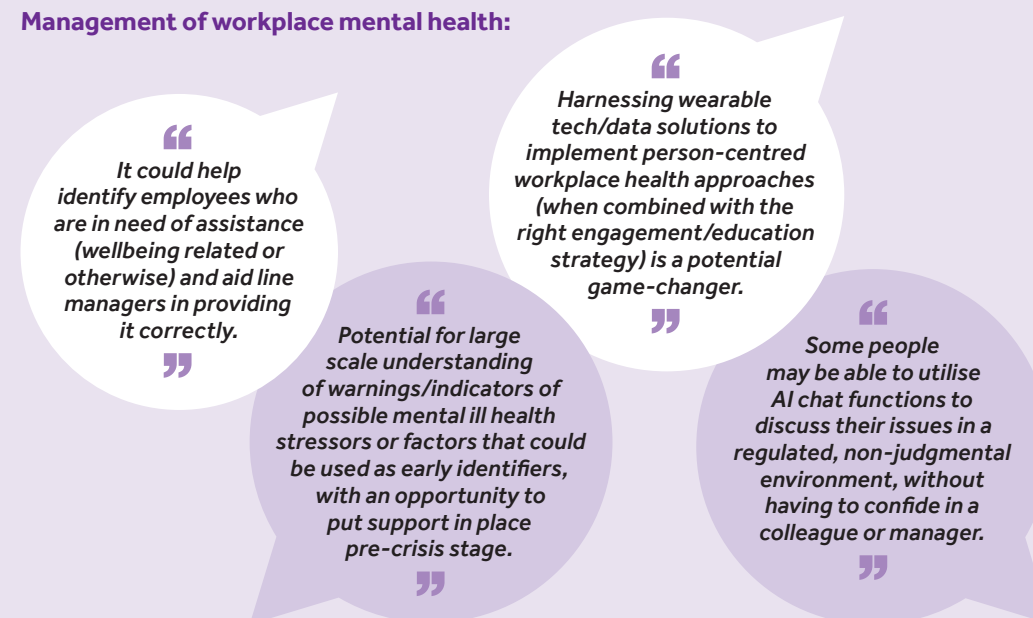 Management of workplace mental health:
“
It could help
identify employees who
are in need of assistance
(wellbeing related or
otherwise) and aid line
managers in providing
it correctly.
”
“
Potential for large
scale understanding
of warnings/indicators of
possible mental ill health
stressors or factors that could
be used as early identifiers,
with an opportunity to
put support in place
pre-crisis stage.
”
“
Harnessing wearable
tech/data solutions to
implement person-centred
workplace health approaches
(when combined with the
right engagement/education
strategy) is a potential
game-changer.
”
“
Some people
may be able to utilise
AI chat functions to
discuss their issues in a
regulated, non-judgmental
environment, without
having to confide in a
colleague or manager.
”